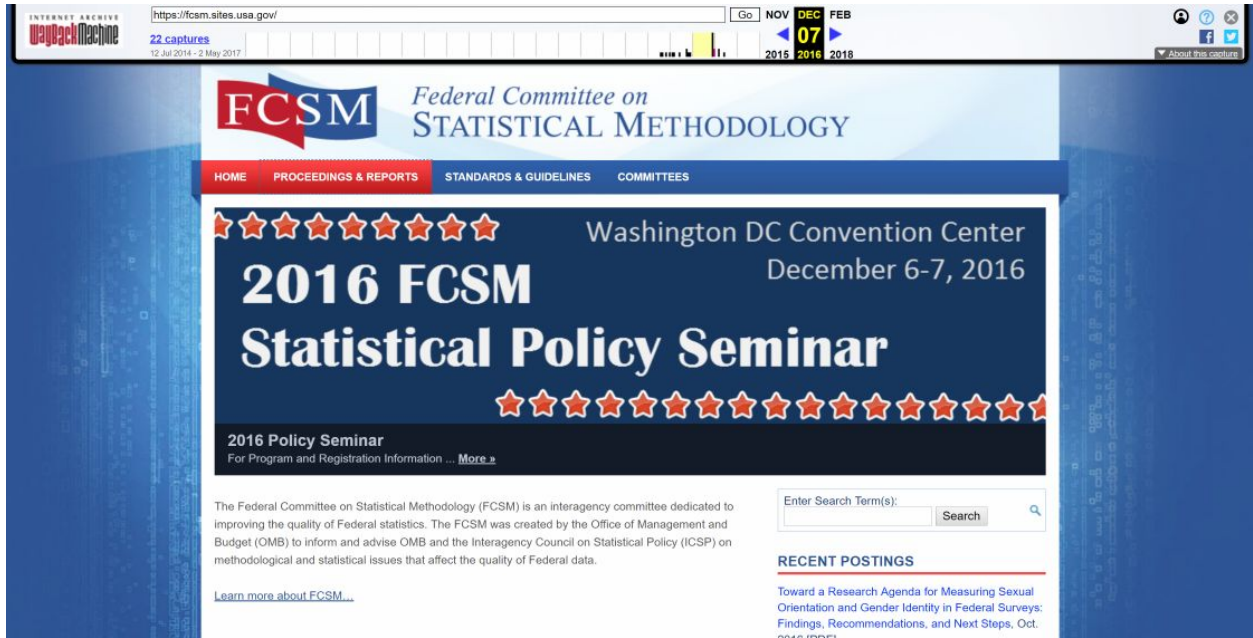 INTERNET ARCHIVE
WayBackMachine
https://fcsm.sites.usa.gov/
Go
NOV DEC FEB
07
2015 2016 2018
22 captures
12 Jul 2014 - 2 May 2017
About this capture
FCSM
Federal Committee on
STATISTICAL METHODOLOGY
HOME PROCEEDINGS & REPORTS STANDARDS & GUIDELINES COMMITTEES
Washington DC Convention Center
December 6-7, 2016
2016 FCSM
Statistical Policy Seminar
2016 Policy Seminar
For Program and Registration Information ... More »
The Federal Committee on Statistical Methodology (FCSM) is an interagency committee dedicated to
improving the quality of Federal statistics. The FCSM was created by the Office of Management and
Budget (OMB) to inform and advise OMB and the Interagency Council on Statistical Policy (ICSP) on
methodological and statistical issues that affect the quality of Federal data.
Learn more about FCSM...
Enter Search Term(s):
Search
RECENT POSTINGS
Toward a Research Agenda for Measuring Sexual
Orientation and Gender Identity in Federal Surveys:
Findings, Recommendations, and Next Steps, Oct.
2016 [PDF]